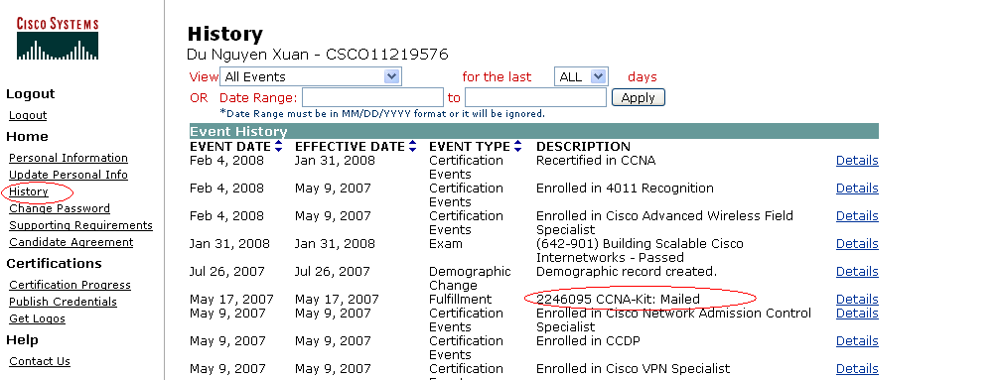 CISCO SYSTEMS
Logout
Logout
Home
Personal Information
Update Personal Info
History
Change Password
Supporting Requirements
Candidate Agreement
Certifications
Certification Progress
Publish Credentials
Get Logos
Help
Contact Us
History
Du Nguyen Xuan - CSCO11219576
View All Events for the last ALL days
OR Date Range: to Apply
*Date Range must be in MM/DD/YYYY format or it will be ignored.
Event History
EVENT DATE EFFECTIVE DATE EVENT TYPE DESCRIPTION
Feb 4, 2008 Jan 31, 2008 Certification Recertified in CCNA Details
Events
Feb 4, 2008 May 9, 2007 Certification Enrolled in 4011 Recognition Details
Events
Feb 4, 2008 May 9, 2007 Certification Enrolled in Cisco Advanced Wireless Field Details
Events Specialist
Jan 31, 2008 Jan 31, 2008 Exam (642-901) Building Scalable Cisco Details
Internetworks - Passed
Jul 26, 2007 Jul 26, 2007 Demographic Demographic record created. Details
Change
May 17, 2007 May 17, 2007 Fulfillment 2246095 CCNA-Kit: Mailed Details
May 9, 2007 May 9, 2007 Certification Enrolled in Cisco Network Admission Control Details
Events Specialist
May 9, 2007 May 9, 2007 Certification Enrolled in CCDP Details
Events
May 9, 2007 May 9, 2007 Certification Enrolled in Cisco VPN Specialist Details
Events